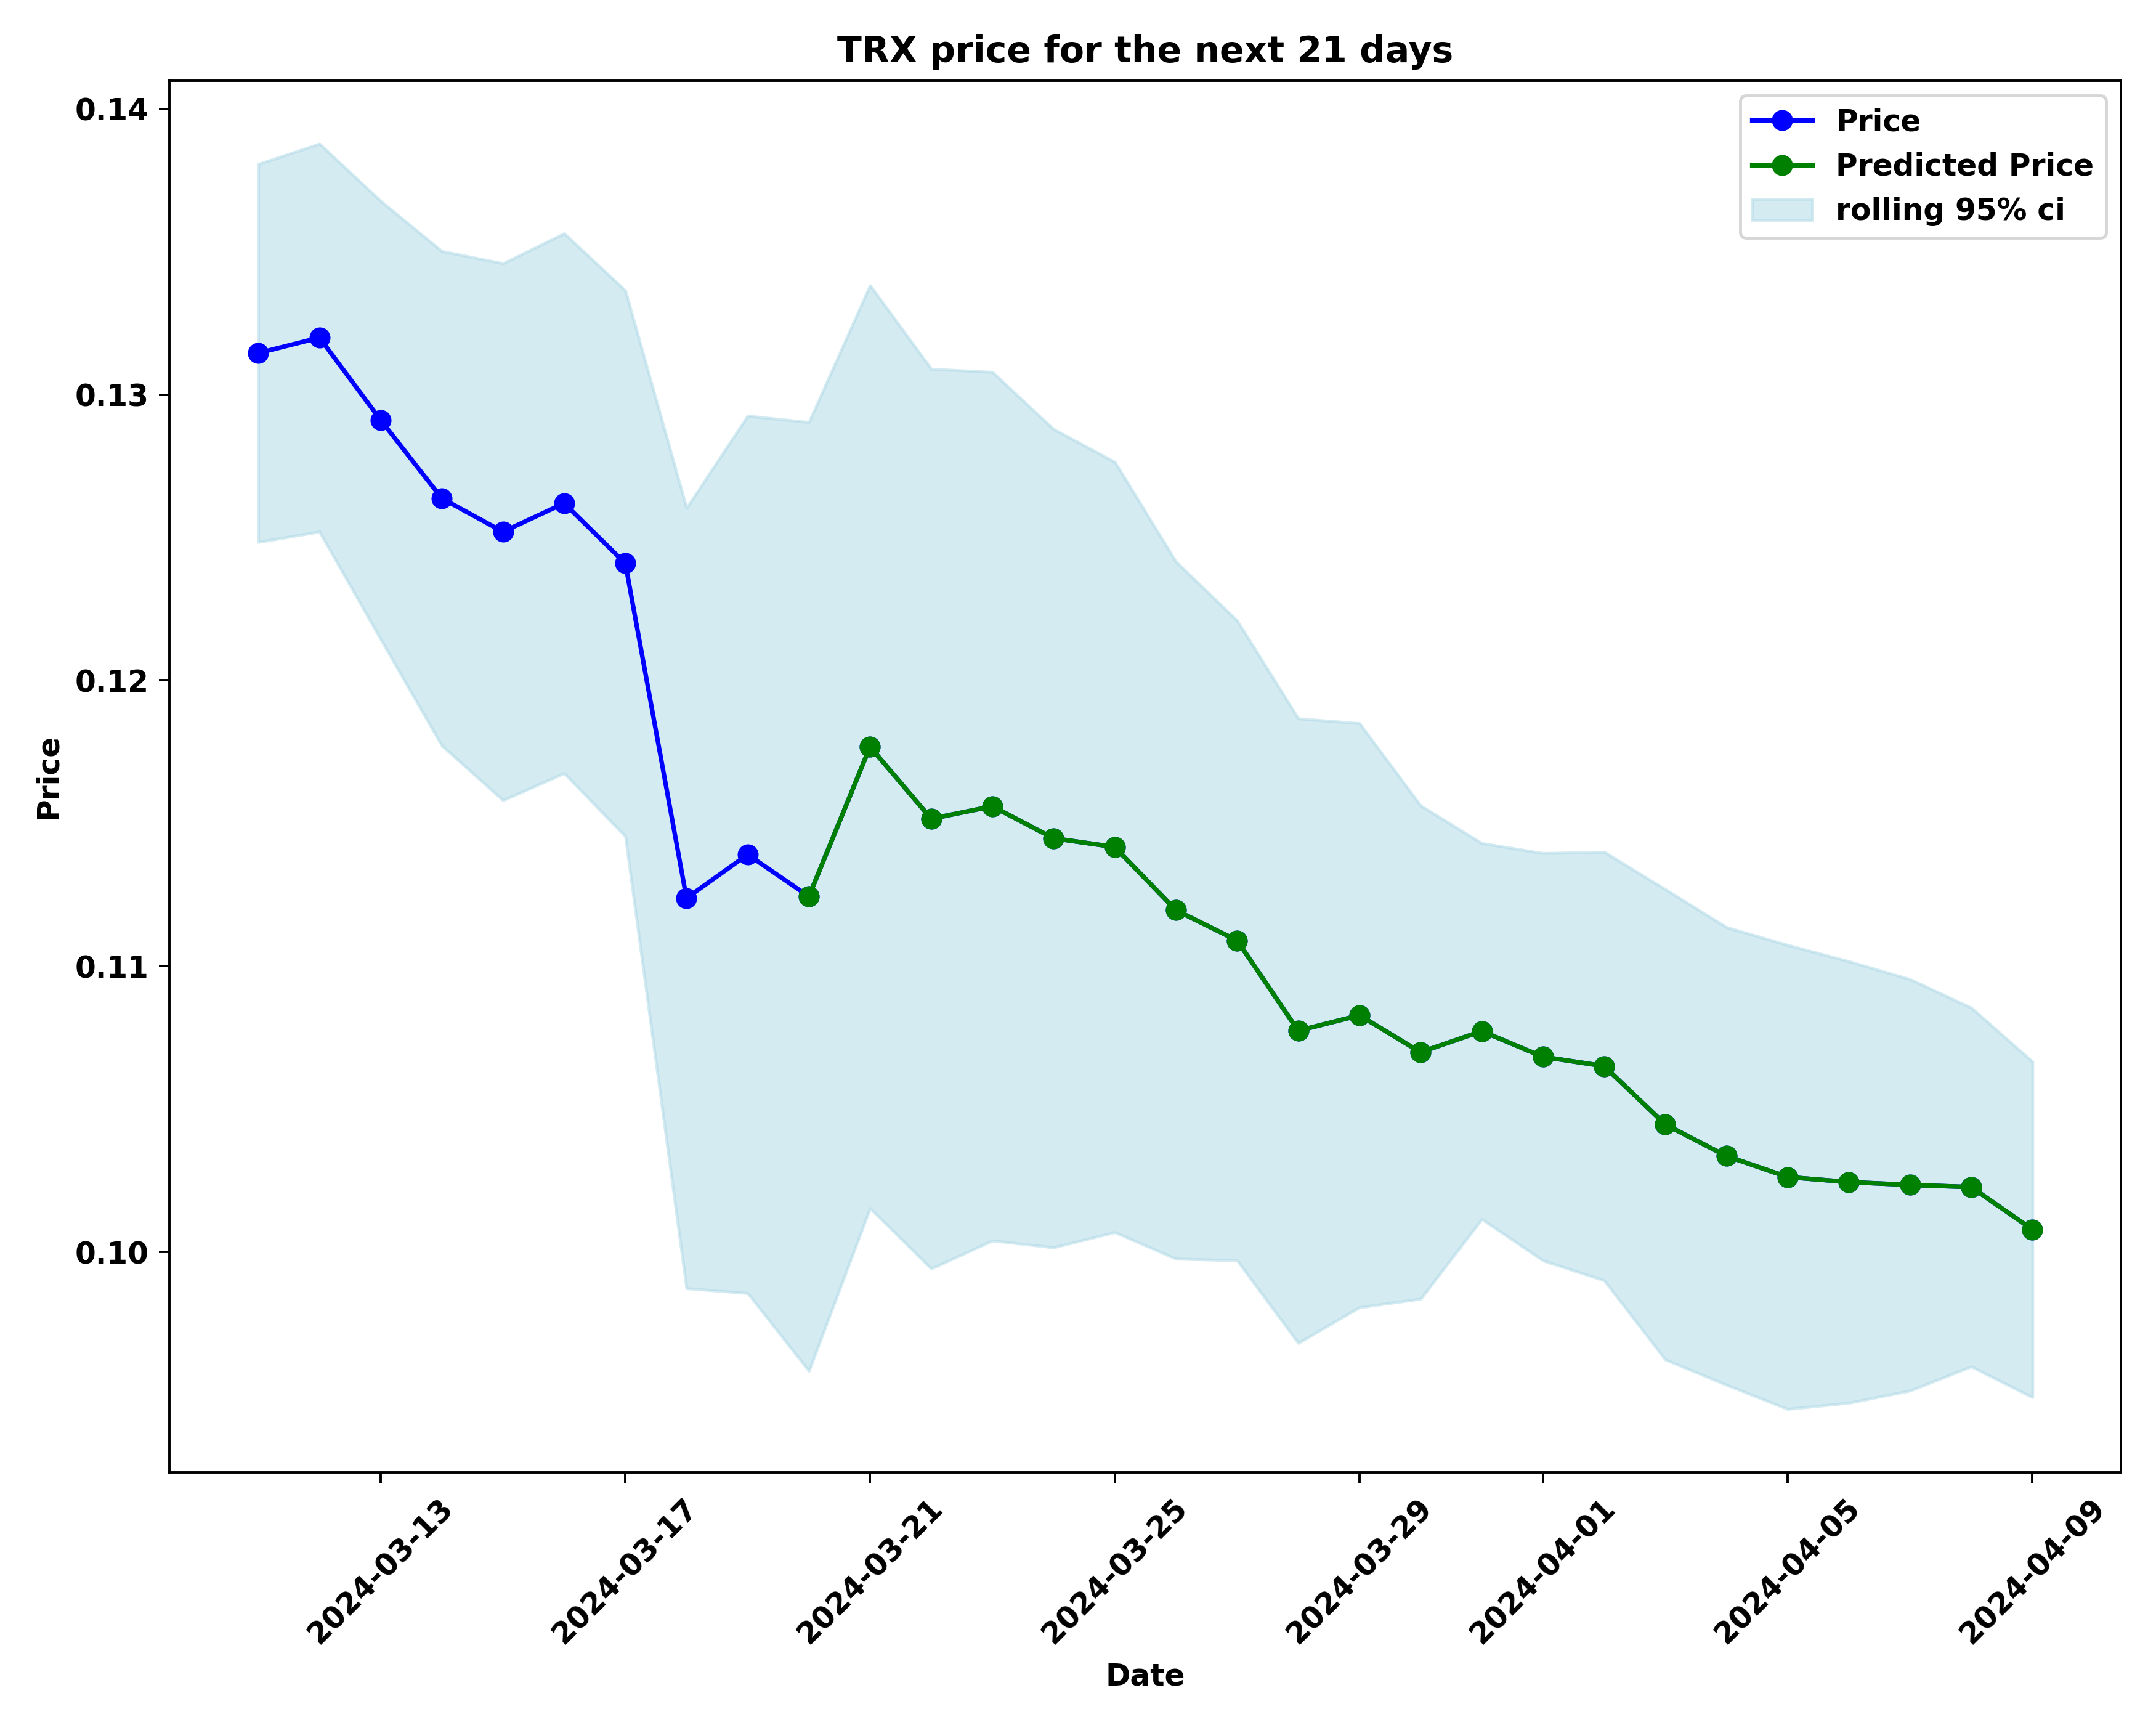 TRX price for the next 21 days
Price
Predicted Price
rolling 95% ci
0.14
0.13
0.12
0.11
0.10
Price
2024-03-13
2024-03-17
2024-03-21
2024-03-25
2024-03-29
2024-04-01
2024-04-05
2024-04-09
Date